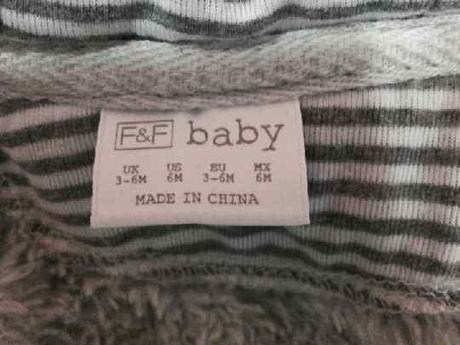 F&F baby
UK US EU MX
3-6M 6M 3-6M 6M
MADE IN CHINA